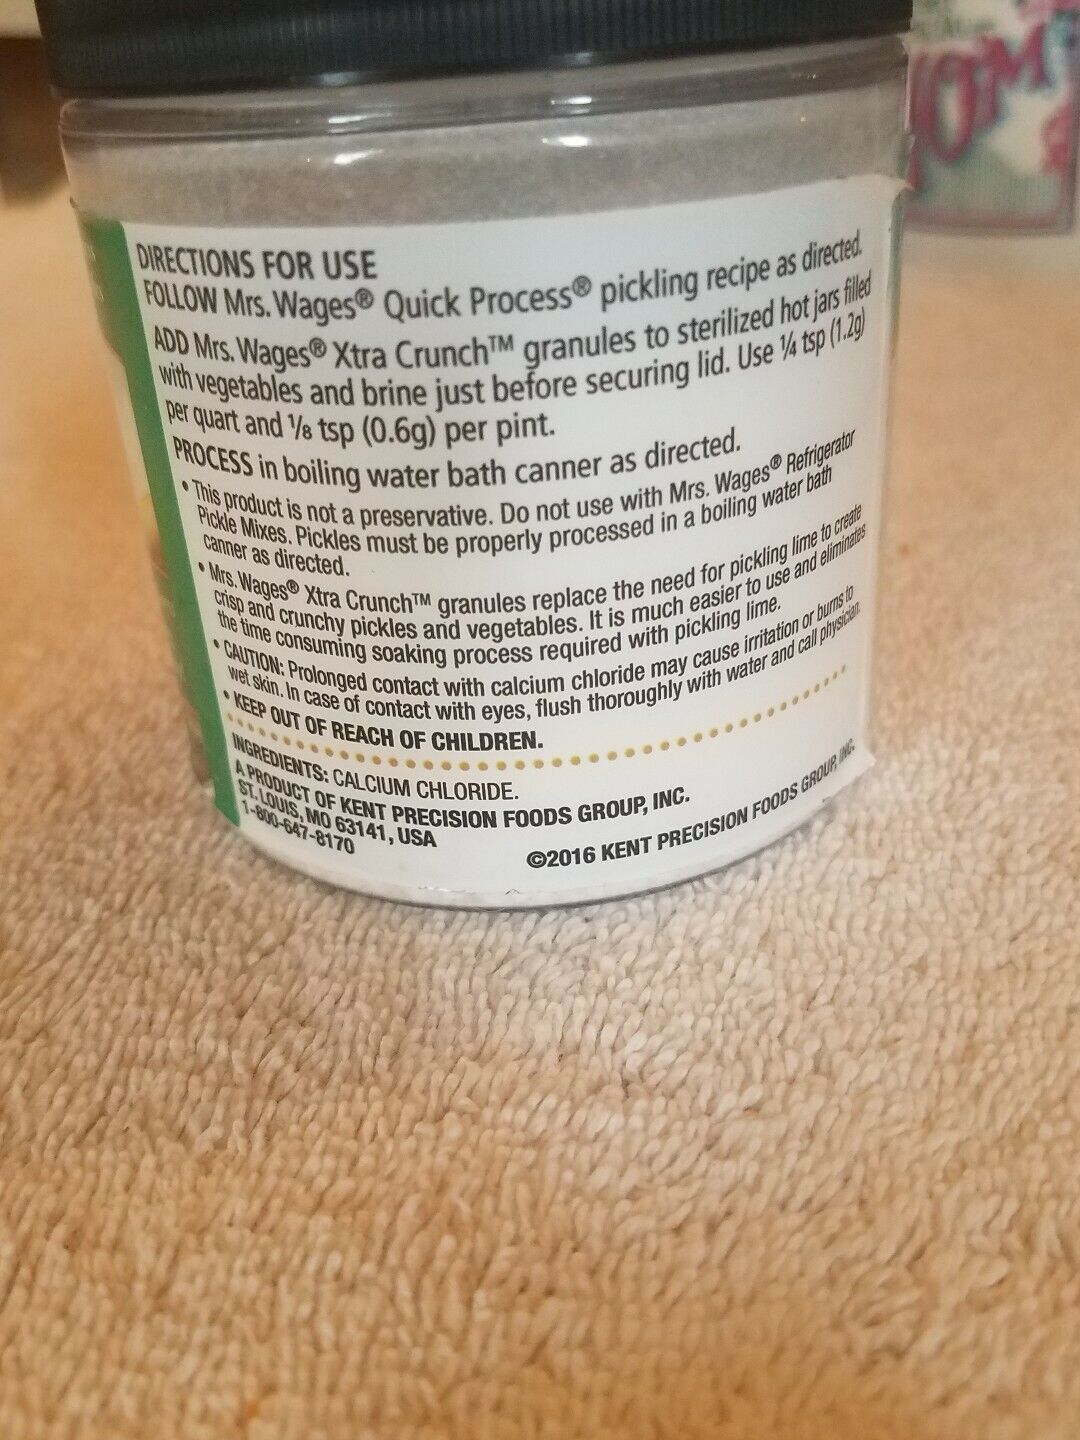 DIRECTIONS FOR USE
FOLLOW Mrs. Wages® Quick Process® pickling recipe as directed.
ADD Mrs. Wages® Xtra Crunch™ granules to sterilized hot jars filled
with vegetables and brine just before securing lid. Use ¼ tsp (1.2g)
per quart and ⅛ tsp (0.6g) per pint.
PROCESS in boiling water bath canner as directed.
• This product is not a preservative. Do not use with Mrs. Wages® Refrigerator
Pickle Mixes. Pickles must be properly processed in a boiling water bath
canner as directed.
• Mrs. Wages® Xtra Crunch™ granules replace the need for pickling lime to create
crisp and crunchy pickles and vegetables. It is much easier to use and eliminates
the time consuming soaking process required with pickling lime.
• CAUTION: Prolonged contact with calcium chloride may cause irritation or burns to
wet skin. In case of contact with eyes, flush thoroughly with water and call physician.
• KEEP OUT OF REACH OF CHILDREN.
INGREDIENTS: CALCIUM CHLORIDE.
A PRODUCT OF KENT PRECISION FOODS GROUP, INC.
ST. LOUIS, MO 63141, USA
1-800-647-8170
©2016 KENT PRECISION FOODS GROUP, INC.